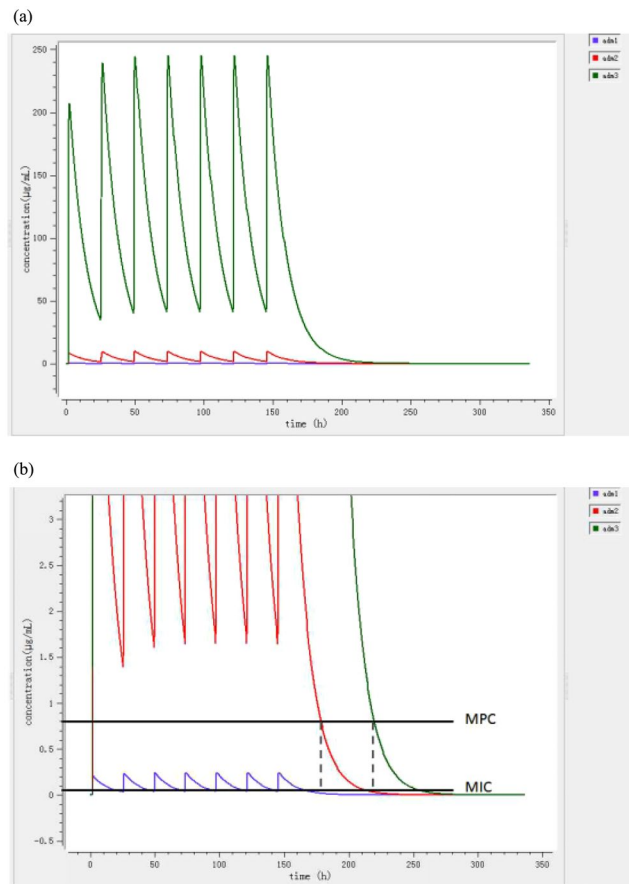 (a)
adm1
adm2
adm3
concentration(μg/mL)
250
200
150
100
50
0
0 50 100 150 200 250 300 350
time (h)
(b)
adm1
adm2
adm3
concentration(μg/mL)
3
2.5
2
1.5
1
0.5
0
-0.5
MPC
MIC
0 50 100 150 200 250 300 350
time (h)